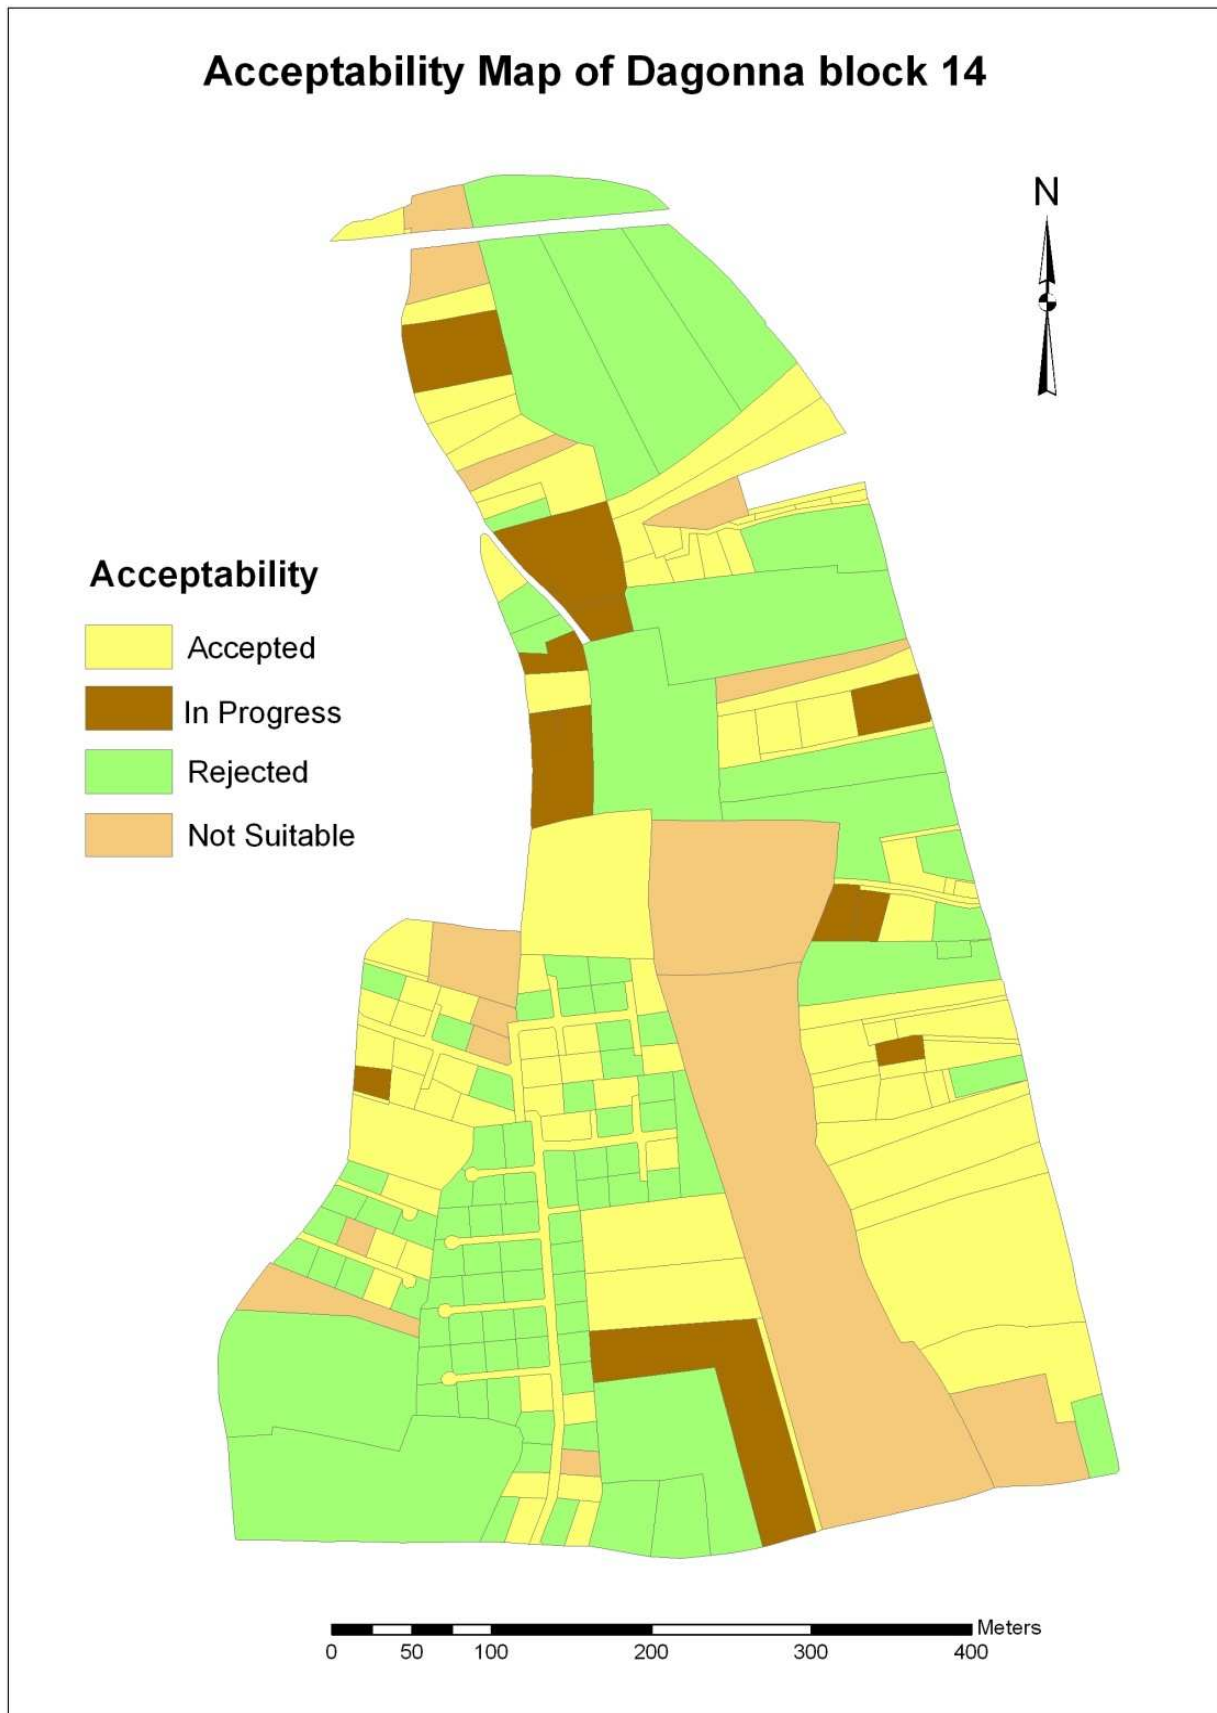 Acceptability Map of Dagonna block 14
N
Acceptability
Accepted
In Progress
Rejected
Not Suitable
Meters
0 50 100 200 300 400